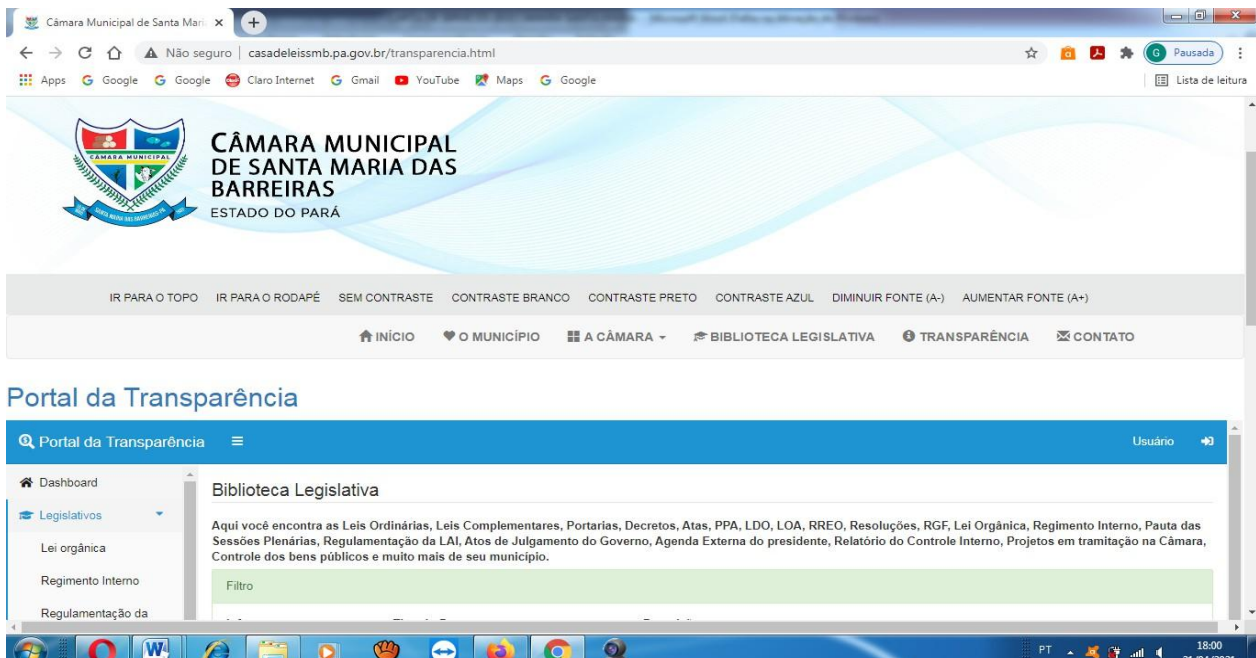 Câmara Municipal de Santa Mari
Não seguro | casadeleissmb.pa.gov.br/transparencia.html
Pausada
Apps Google Google Claro Internet Gmail YouTube Maps Google Lista de leitura
CÂMARA MUNICIPAL
CÂMARA MUNICIPAL
DE SANTA MARIA DAS
BARREIRAS
ESTADO DO PARÁ
IR PARA O TOPO IR PARA O RODAPÉ SEM CONTRASTE CONTRASTE BRANCO CONTRASTE PRETO CONTRASTE AZUL DIMINUIR FONTE (A-) AUMENTAR FONTE (A+)
INÍCIO O MUNICÍPIO A CÂMARA BIBLIOTECA LEGISLATIVA TRANSPARÊNCIA CONTATO
Portal da Transparência
Portal da Transparência Usuário
Dashboard
Legislativos
Lei orgânica
Regimento Interno
Regulamentação da
Biblioteca Legislativa
Aqui você encontra as Leis Ordinárias, Leis Complementares, Portarias, Decretos, Atas, PPA, LDO, LOA, RREO, Resoluções, RGF, Lei Orgânica, Regimento Interno, Pauta das
Sessões Plenárias, Regulamentação da LAI, Atos de Julgamento do Governo, Agenda Externa do presidente, Relatório do Controle Interno, Projetos em tramitação na Câmara,
Controle dos bens públicos e muito mais de seu município.
Filtro
PT 18:00